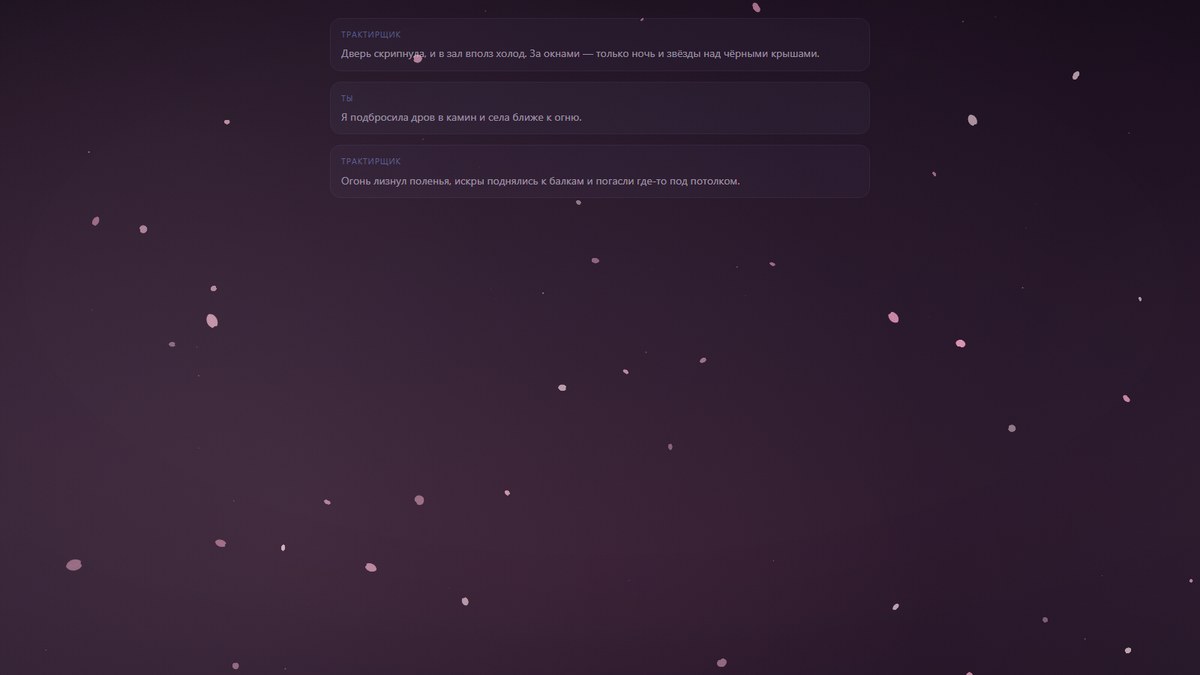 ТРАКТИРЩИК
Дверь скрипнула, и в зал вполз холод. За окнами — только ночь и звёзды над чёрными крышами.
ТЫ
Я подбросила дров в камин и села ближе к огню.
ТРАКТИРЩИК
Огонь лизнул поленья, искры поднялись к балкам и погасли где-то под потолком.